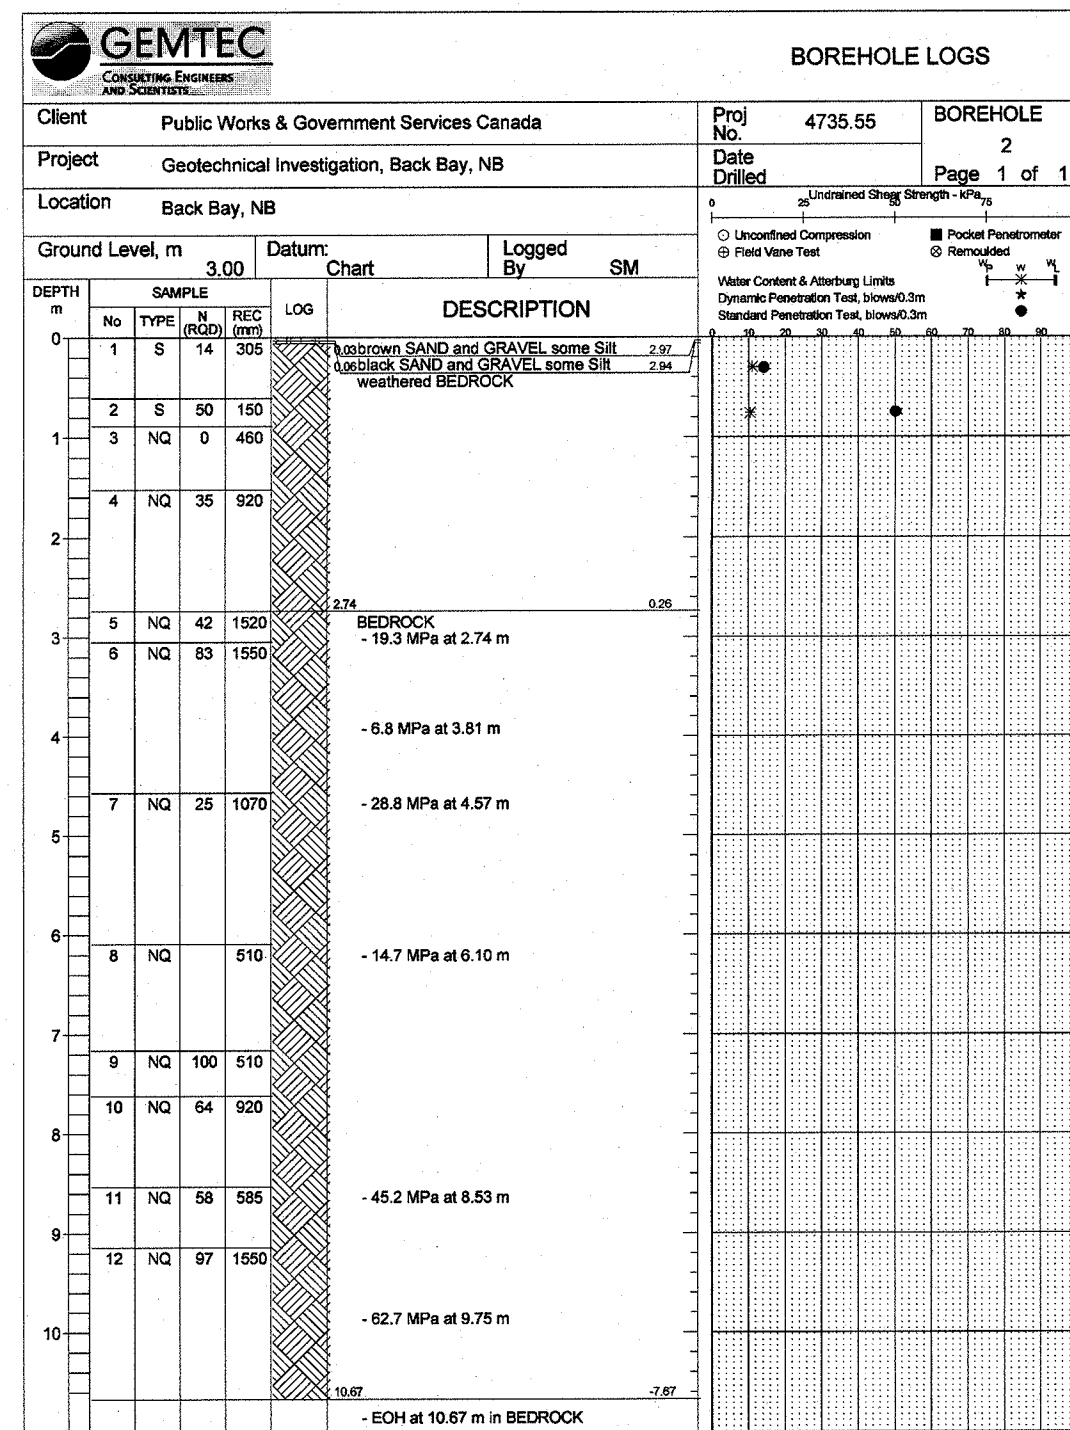 GEMTEC
CONSULTING ENGINEERS
AND SCIENTISTS
BOREHOLE LOGS
Client Public Works & Government Services Canada
Proj No. 4735.55
BOREHOLE
2
Page 1 of 1
Project Geotechnical Investigation, Back Bay, NB
Date Drilled
Location Back Bay, NB
Ground Level, m 3.00
Datum: Chart
Logged By SM
Undrained Shear Strength - kPa
0 25 50 75
Unconfined Compression
Pocket Penetrometer
Field Vane Test
Remoulded
Water Content & Atterburg Limits
Wp W WL
Dynamic Penetration Test, blows/0.3m ★
Standard Penetration Test, blows/0.3m ●
0 10 20 30 40 50 60 70 80 90
DEPTH m
SAMPLE
No TYPE N (RQD) REC (mm)
LOG
DESCRIPTION
0
1 S 14 305
0.03 brown SAND and GRAVEL some Silt 2.97
0.06 black SAND and GRAVEL some Silt 2.94
weathered BEDROCK
2 S 50 150
1
3 NQ 0 460
4 NQ 35 920
2
2.74 0.26
5 NQ 42 1520
BEDROCK
3
- 19.3 MPa at 2.74 m
6 NQ 83 1550
- 6.8 MPa at 3.81 m
4
7 NQ 25 1070
- 28.8 MPa at 4.57 m
5
6
8 NQ 510
- 14.7 MPa at 6.10 m
7
9 NQ 100 510
10 NQ 64 920
8
11 NQ 58 585
- 45.2 MPa at 8.53 m
9
12 NQ 97 1550
- 62.7 MPa at 9.75 m
10
10.67 -7.67
- EOH at 10.67 m in BEDROCK